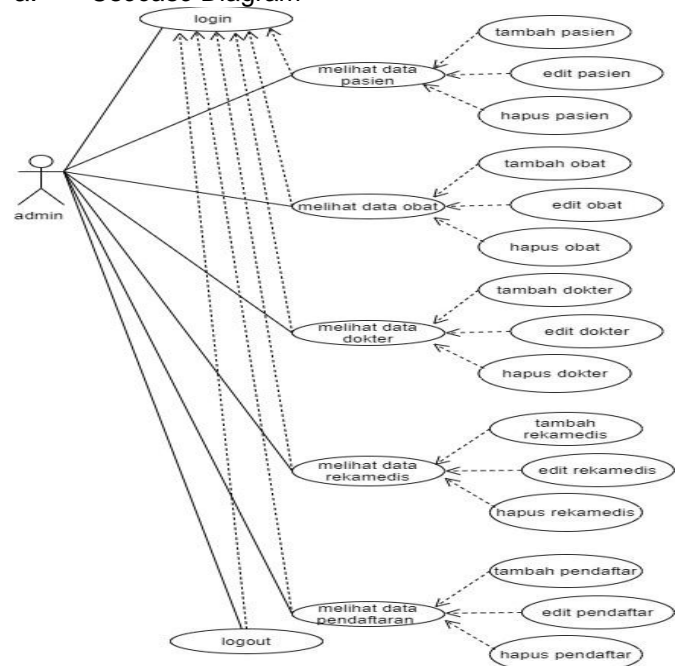 a. Usecase Diagram
login
tambah pasien
melihat data
pasien
edit pasien
hapus pasien
admin
tambah obat
melihat data obat
edit obat
hapus obat
tambah dokter
melihat data
dokter
edit dokter
hapus dokter
tambah
rekamedis
melihat data
rekamedis
edit rekamedis
hapus rekamedis
tambah pendaftar
melihat data
pendaftaran
edit pendaftar
logout
hapus pendaftar